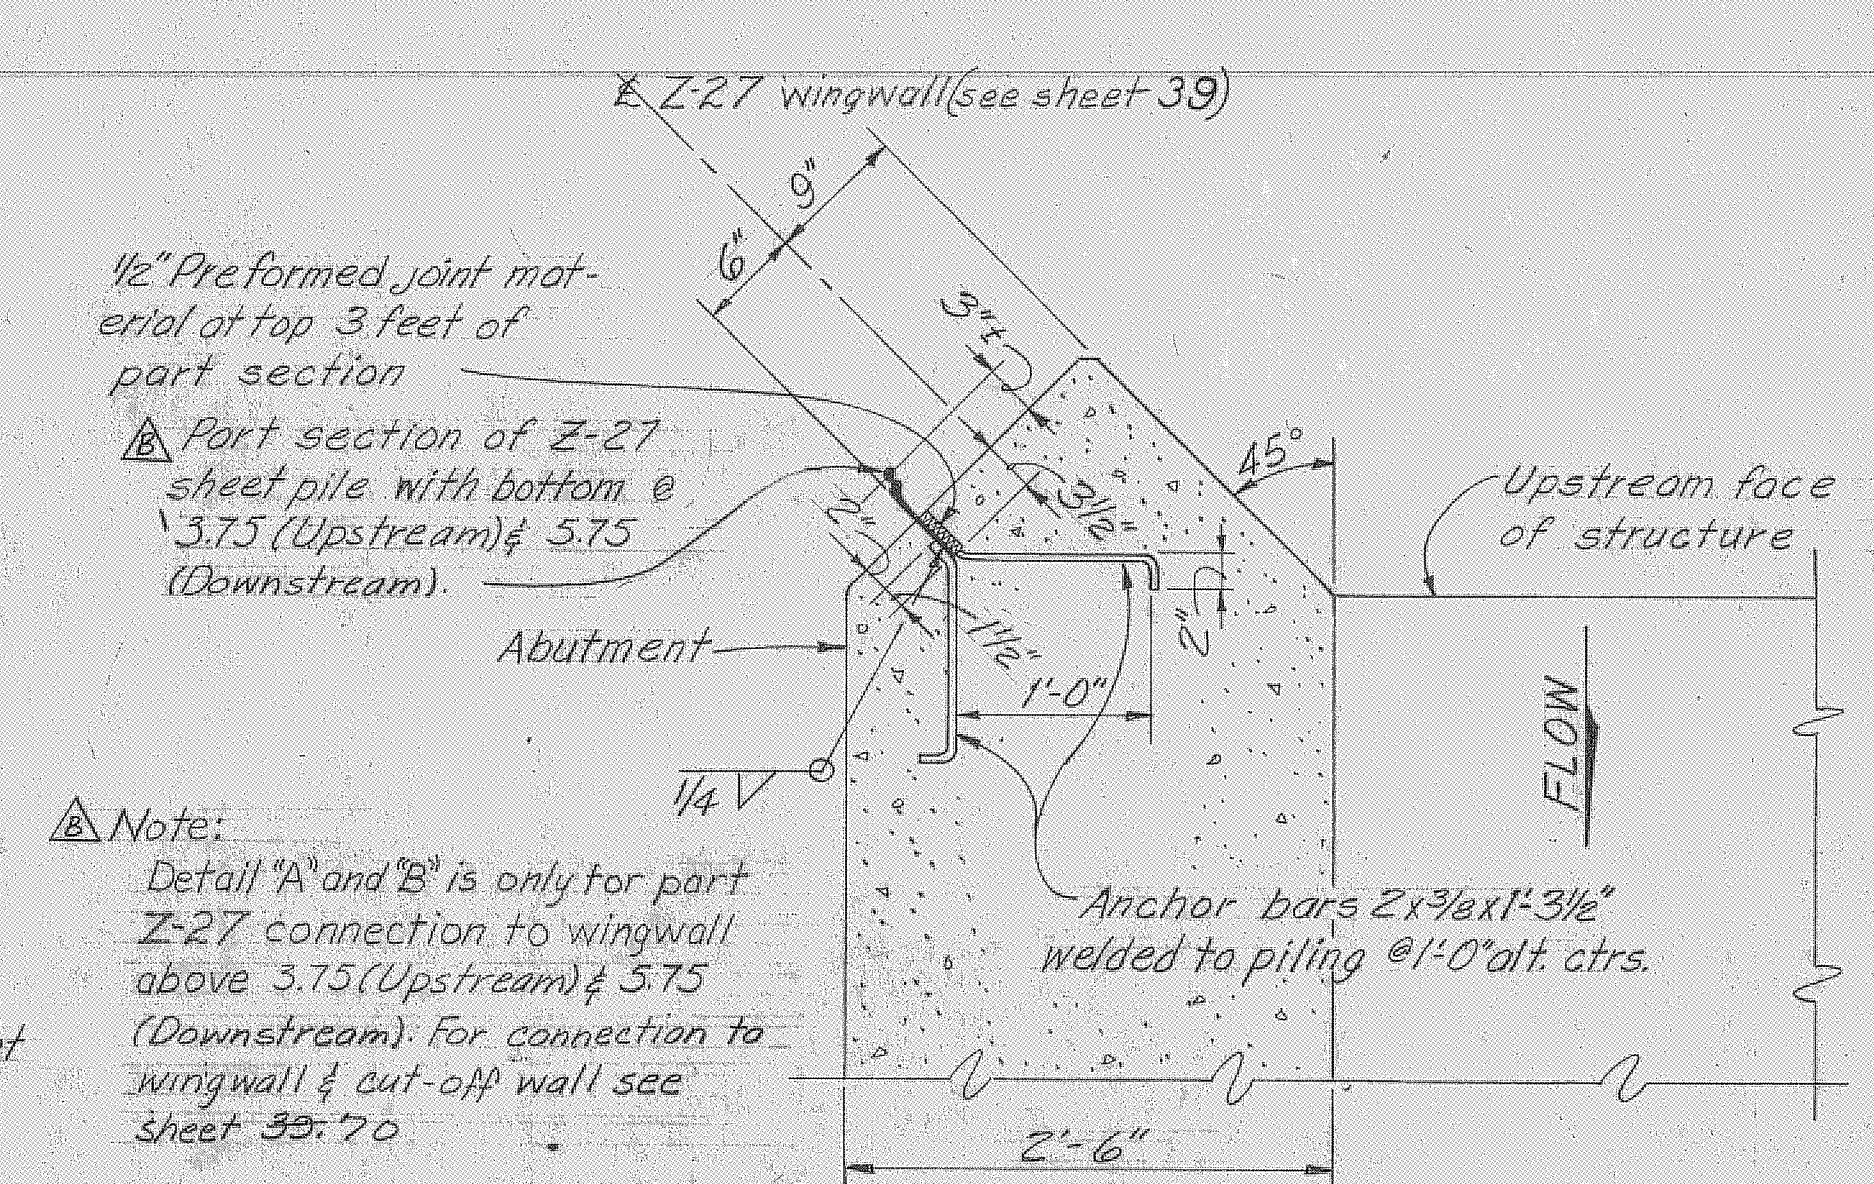 ℄ Z-27 wingwall (see sheet 39)
9"
6"
3"±
1/2" Preformed joint mat-
erial at top 3 feet of
part section
B Part section of Z-27
sheet pile with bottom @
3.75 (Upstream) & 5.75
(Downstream).
2"
3 1/2"
45°
Upstream face
of structure
Abutment
1 1/2"
2"
1'-0"
FLOW
1/4
B Note:
Detail "A" and "B" is only for part
Z-27 connection to wingwall
above 3.75 (Upstream) & 5.75
(Downstream). For connection to
wingwall & cut-off wall see
sheet 39. 70
Anchor bars 2x3/8x1'-3 1/2"
welded to piling @ 1'-0" alt. ctrs.
2'-6"